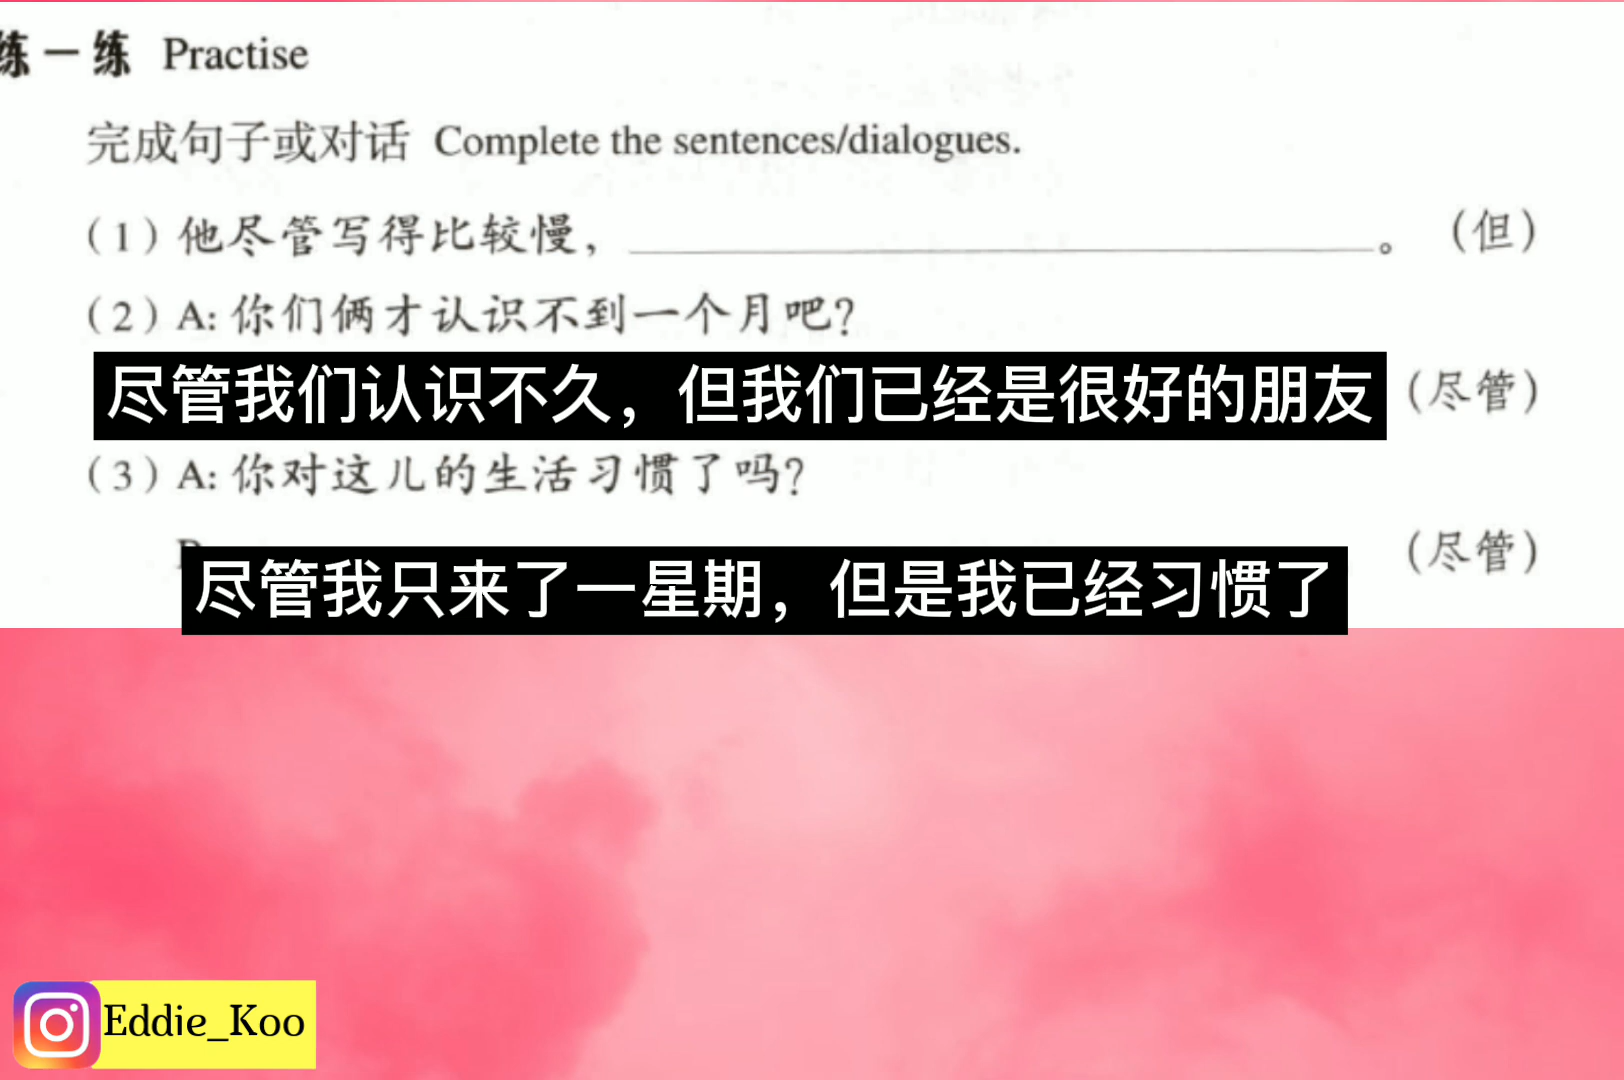 练一练 Practise
完成句子或对话 Complete the sentences/dialogues.
(1) 他尽管写得比较慢，。 (但)
(2) A: 你们俩才认识不到一个月吧?
尽管我们认识不久，但我们已经是很好的朋友 (尽管)
(3) A: 你对这儿的生活习惯了吗?
(尽管)
尽管我只来了一星期，但是我已经习惯了
Eddie_Koo